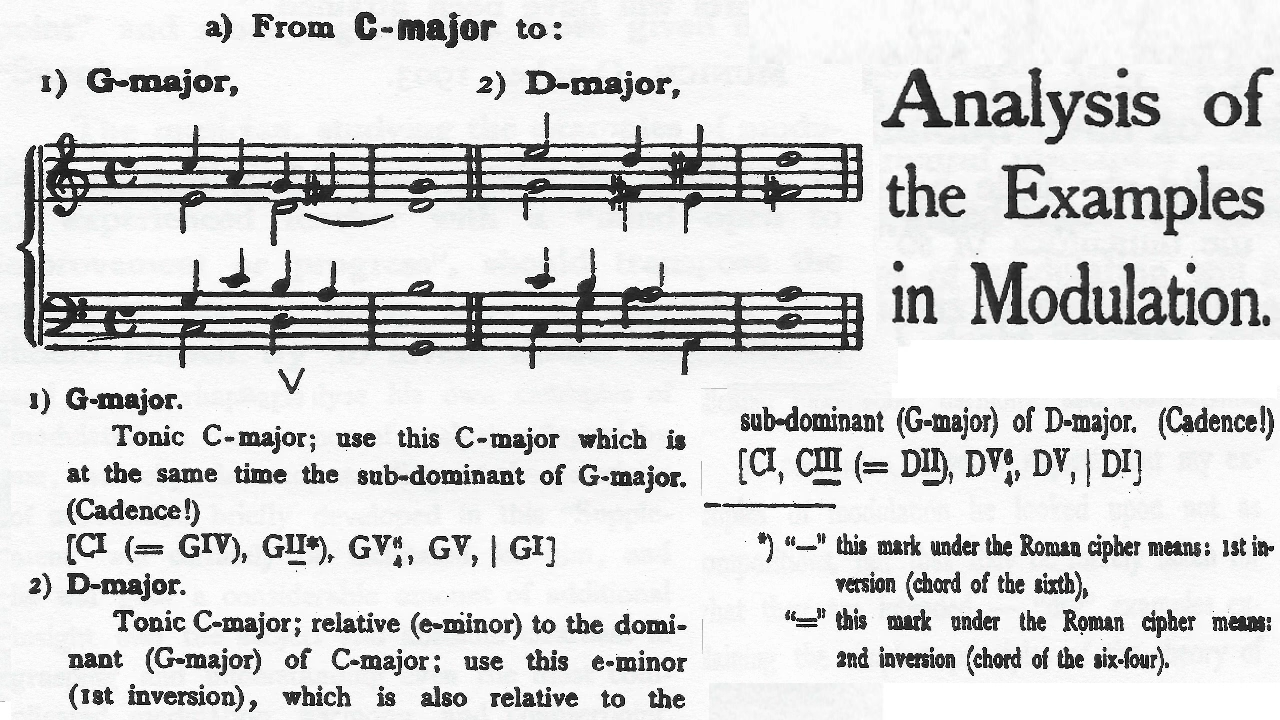 a) From C-major to:
1) G-major,
2) D-major,
Analysis of
the Examples
in Modulation.
1) G-major.
Tonic C-major; use this C-major which is
at the same time the sub-dominant of G-major.
(Cadence!)
[CI (= GIV), GII*), GV⁶₄, GV, | GI]
2) D-major.
Tonic C-major; relative (e-minor) to the domi-
nant (G-major) of C-major; use this e-minor
(1st inversion), which is also relative to the
sub-dominant (G-major) of D-major. (Cadence!)
[CI, CIII (= DII), DV⁶₄, DV, | DI]
*) "—" this mark under the Roman cipher means: 1st in-
version (chord of the sixth),
"=" this mark under the Roman cipher means:
2nd inversion (chord of the six-four).